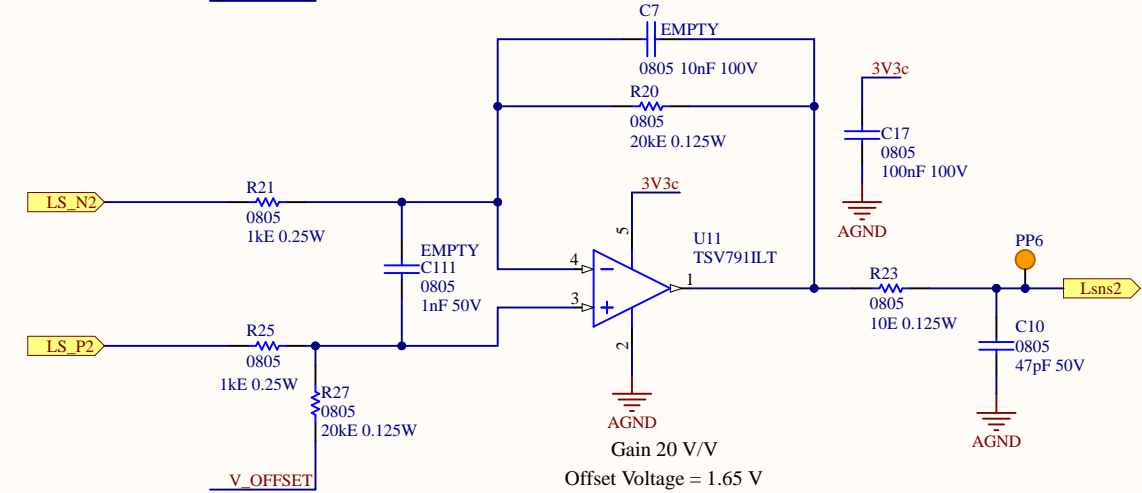 C7
EMPTY
0805 10nF 100V
R20
0805
20kE 0.125W
3V3c
C17
0805
100nF 100V
AGND
LS_N2
R21
0805
1kE 0.25W
EMPTY
C111
0805
1nF 50V
3V3c
5
U11
TSV791ILT
4
3
1
2
AGND
LS_P2
R25
0805
1kE 0.25W
R27
0805
20kE 0.125W
V_OFFSET
PP6
R23
0805
10E 0.125W
Lsns2
C10
0805
47pF 50V
AGND
Gain 20 V/V
Offset Voltage = 1.65 V